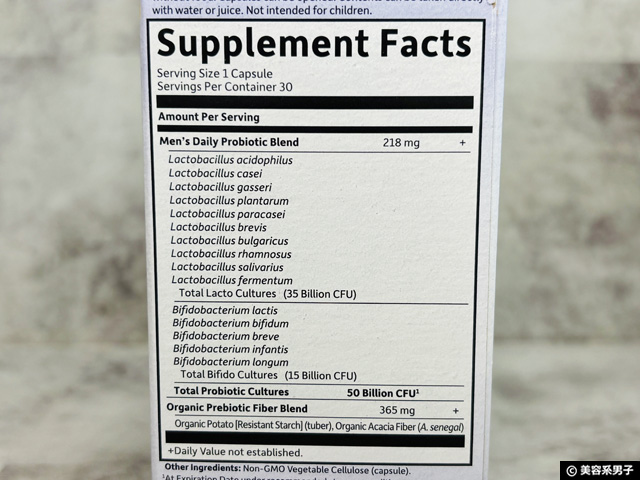 with water or juice. Not intended for children.
Supplement Facts
Serving Size 1 Capsule
Servings Per Container 30
Amount Per Serving
Men's Daily Probiotic Blend 218 mg +
Lactobacillus acidophilus
Lactobacillus casei
Lactobacillus gasseri
Lactobacillus plantarum
Lactobacillus paracasei
Lactobacillus brevis
Lactobacillus bulgaricus
Lactobacillus rhamnosus
Lactobacillus salivarius
Lactobacillus fermentum
Total Lacto Cultures (35 Billion CFU)
Bifidobacterium lactis
Bifidobacterium bifidum
Bifidobacterium breve
Bifidobacterium infantis
Bifidobacterium longum
Total Bifido Cultures (15 Billion CFU)
Total Probiotic Cultures 50 Billion CFU¹
Organic Prebiotic Fiber Blend 365 mg +
Organic Potato [Resistant Starch] (tuber), Organic Acacia Fiber (A. senegal)
+Daily Value not established.
Other Ingredients: Non-GMO Vegetable Cellulose (capsule).
© 美容系男子